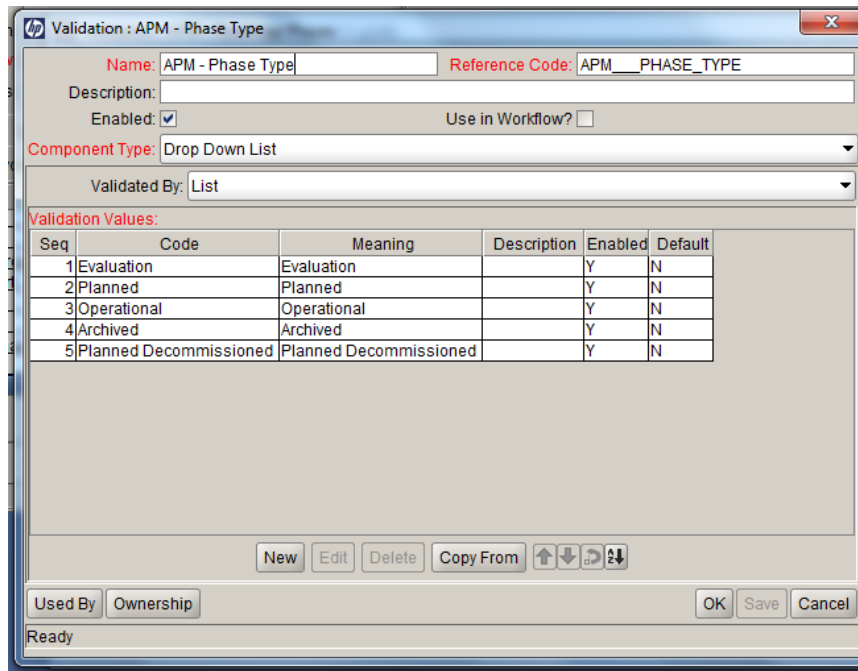 hp Validation : APM - Phase Type
Name: APM - Phase Type Reference Code: APM___PHASE_TYPE
Description:
Enabled: Use in Workflow?
Component Type: Drop Down List
Validated By: List
Validation Values:
Seq Code Meaning Description Enabled Default
1 Evaluation Evaluation Y N
2 Planned Planned Y N
3 Operational Operational Y N
4 Archived Archived Y N
5 Planned Decommissioned Planned Decommissioned Y N
New Edit Delete Copy From
Used By Ownership OK Save Cancel
Ready